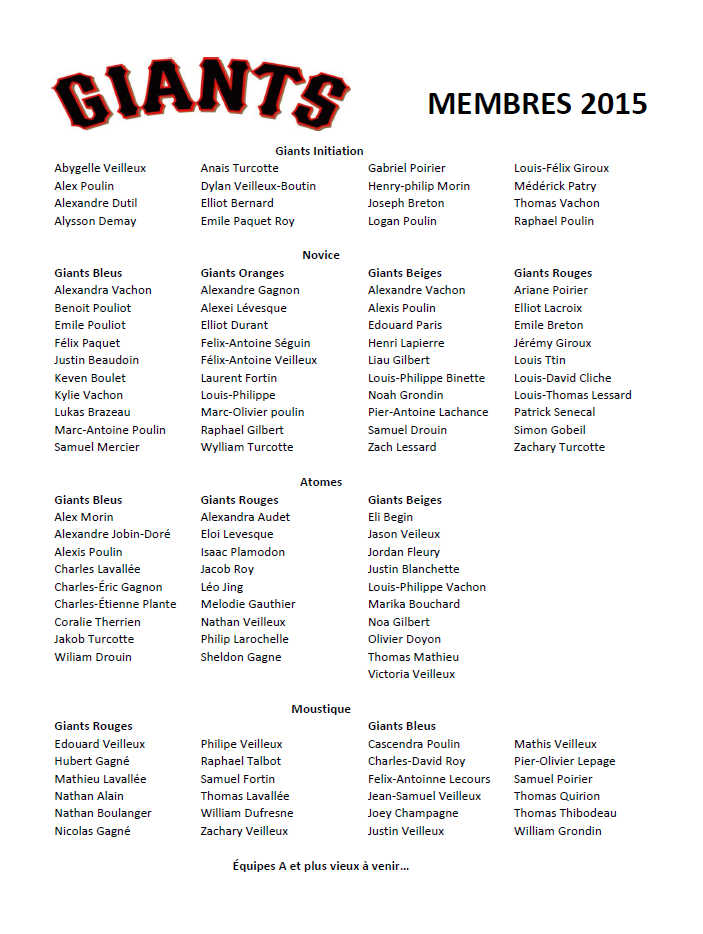 GIANTS
MEMBRES 2015
Giants Initiation
Abygelle Veilleux Anais Turcotte Gabriel Poirier Louis-Félix Giroux
Alex Poulin Dylan Veilleux-Boutin Henry-philip Morin Médérick Patry
Alexandre Dutil Elliot Bernard Joseph Breton Thomas Vachon
Alysson Demay Emile Paquet Roy Logan Poulin Raphael Poulin
Novice
Giants Bleus Giants Oranges Giants Beiges Giants Rouges
Alexandra Vachon Alexandre Gagnon Alexandre Vachon Ariane Poirier
Benoit Pouliot Alexei Lévesque Alexis Poulin Elliot Lacroix
Emile Pouliot Elliot Durant Edouard Paris Emile Breton
Félix Paquet Felix-Antoine Séguin Henri Lapierre Jérémy Giroux
Justin Beaudoin Félix-Antoine Veilleux Liau Gilbert Louis Ttin
Keven Boulet Laurent Fortin Louis-Philippe Binette Louis-David Cliche
Kylie Vachon Louis-Philippe Noah Grondin Louis-Thomas Lessard
Lukas Brazeau Marc-Olivier poulin Pier-Antoine Lachance Patrick Senecal
Marc-Antoine Poulin Raphael Gilbert Samuel Drouin Simon Gobeil
Samuel Mercier Wylliam Turcotte Zach Lessard Zachary Turcotte
Atomes
Giants Bleus Giants Rouges Giants Beiges
Alex Morin Alexandra Audet Eli Begin
Alexandre Jobin-Doré Eloi Levesque Jason Veileux
Alexis Poulin Isaac Plamodon Jordan Fleury
Charles Lavallée Jacob Roy Justin Blanchette
Charles-Éric Gagnon Léo Jing Louis-Philippe Vachon
Charles-Étienne Plante Melodie Gauthier Marika Bouchard
Coralie Therrien Nathan Veilleux Noa Gilbert
Jakob Turcotte Philip Larochelle Olivier Doyon
Wiliam Drouin Sheldon Gagne Thomas Mathieu
Victoria Veilleux
Moustique
Giants Rouges Giants Bleus
Edouard Veilleux Philipe Veilleux Cascendra Poulin Mathis Veilleux
Hubert Gagné Raphael Talbot Charles-David Roy Pier-Olivier Lepage
Mathieu Lavallée Samuel Fortin Felix-Antoinne Lecours Samuel Poirier
Nathan Alain Thomas Lavallée Jean-Samuel Veilleux Thomas Quirion
Nathan Boulanger William Dufresne Joey Champagne Thomas Thibodeau
Nicolas Gagné Zachary Veilleux Justin Veilleux William Grondin
Équipes A et plus vieux à venir...